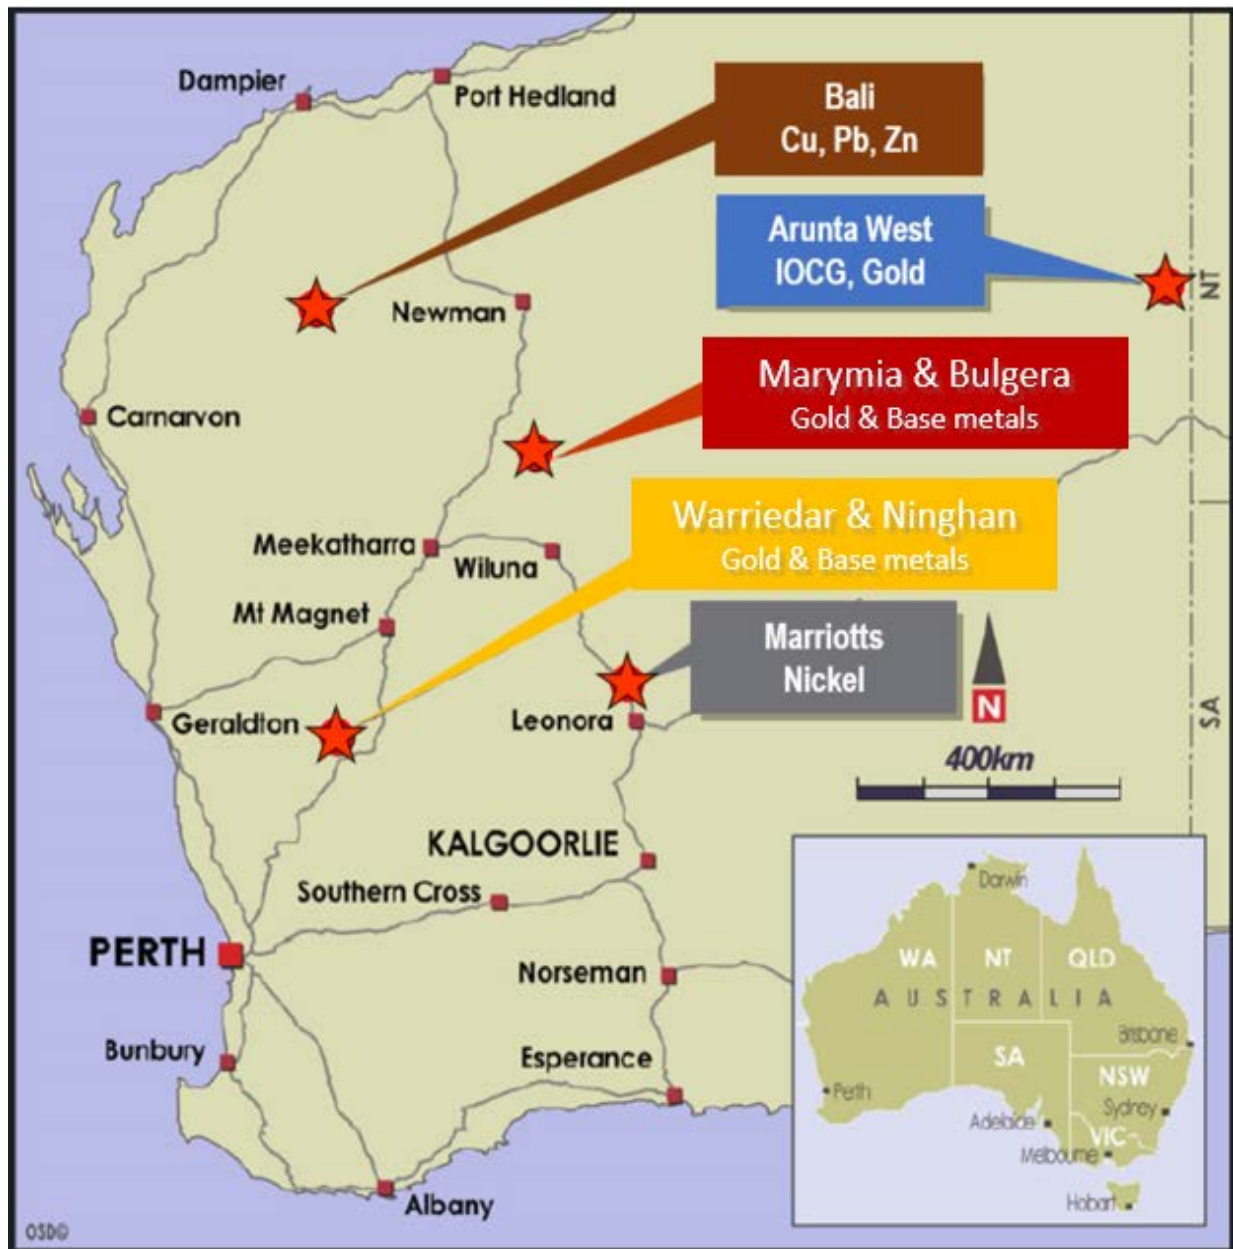 Dampier
Port Hedland
Bali
Cu, Pb, Zn
Arunta West
IOCG, Gold
NT
Newman
Marymia & Bulgera
Gold & Base metals
Carnarvon
Warriedar & Ninghan
Gold & Base metals
Meekatharra
Wiluna
Mt Magnet
Marriotts
Nickel
Geraldton
Leonora
N
SA
400km
KALGOORLIE
Southern Cross
PERTH
Norseman
Bunbury
Esperance
Albany
OSD©
Darwin
WA
NT
QLD
AUSTRALIA
Brisbane
SA
NSW
Perth
Sydney
Adelaide
VIC
Melbourne
Hobart